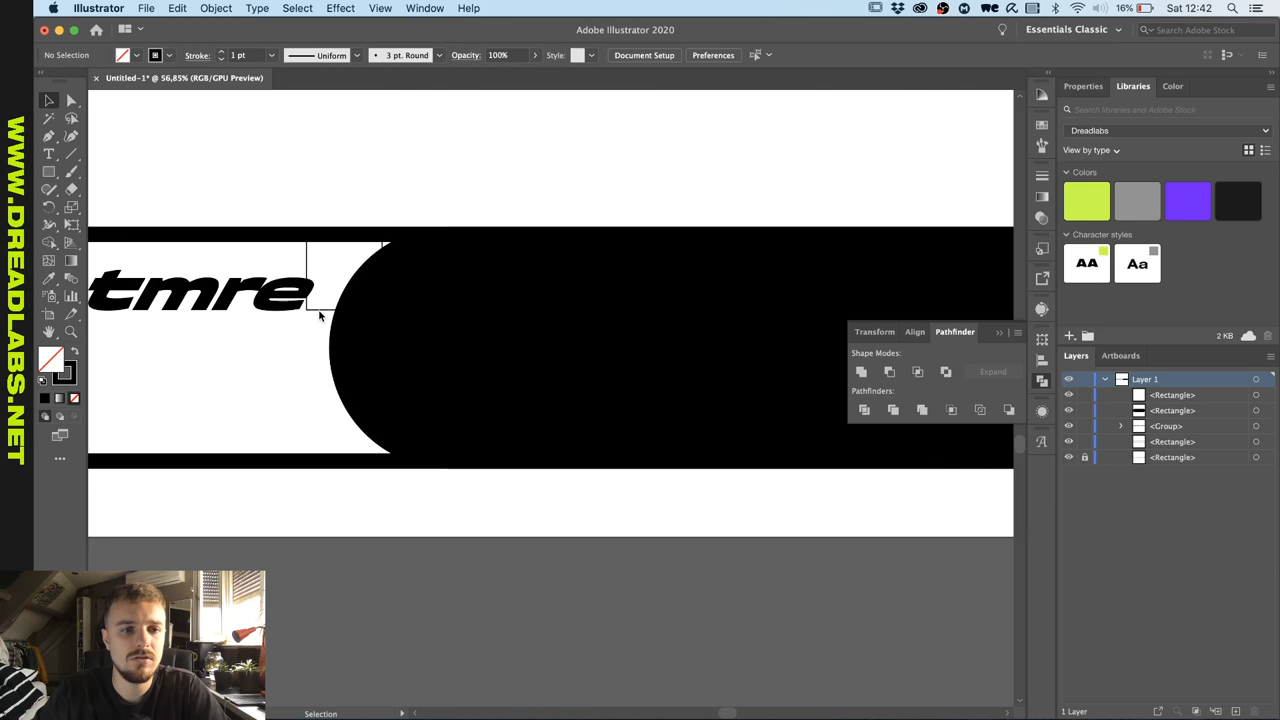 Illustrator File Edit Object Type Select Effect View Window Help
16% Sat 12:42
Adobe Illustrator 2020
Essentials Classic
Search Adobe Stock
No Selection
Stroke: 1 pt
Uniform
3 pt. Round
Opacity: 100%
Style:
Document Setup
Preferences
Untitled-1* @ 56,85% (RGB/GPU Preview)
WWW.DREADLABS.NET
tmre
Transform Align Pathfinder
Shape Modes:
Expand
Pathfinders:
Properties Libraries Color
Search libraries and Adobe Stock
Dreadlabs
View by type
Colors
Character styles
AA
Aa
2 KB
Layers Artboards
Layer 1
<Rectangle>
<Rectangle>
<Group>
<Rectangle>
<Rectangle>
Selection
1 Layer